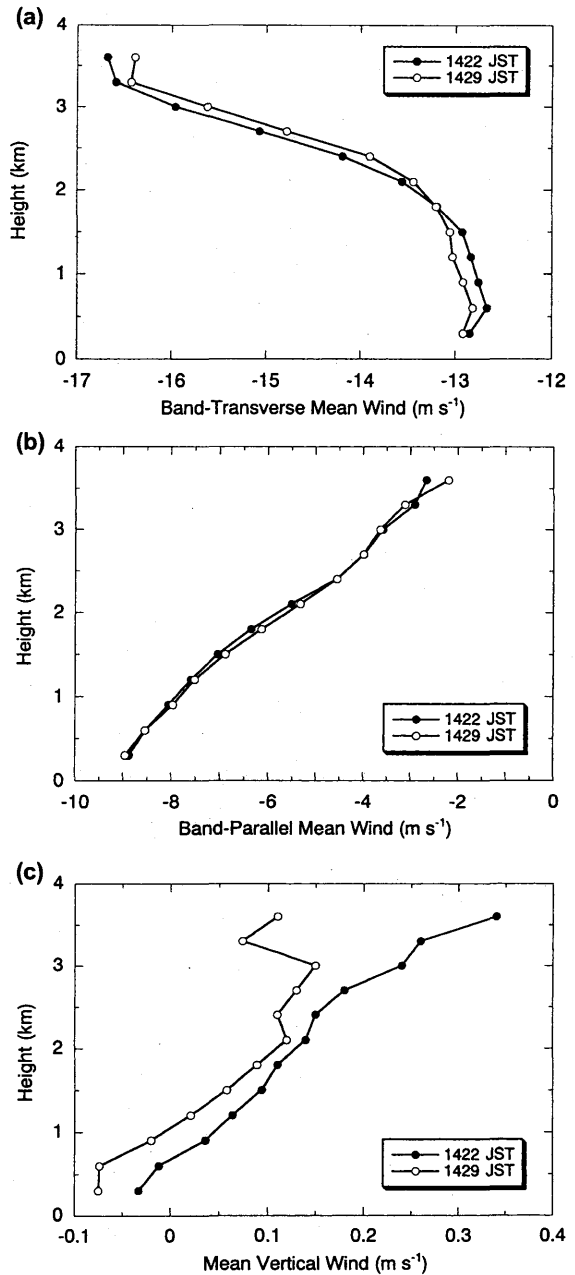 (a)
4
3
2
1
0
Height (km)
1422 JST
1429 JST
-17 -16 -15 -14 -13 -12
Band-Transverse Mean Wind (m s-1)
(b)
4
3
2
1
0
Height (km)
1422 JST
1429 JST
-10 -8 -6 -4 -2 0
Band-Parallel Mean Wind (m s-1)
(c)
4
3
2
1
0
Height (km)
1422 JST
1429 JST
-0.1 0 0.1 0.2 0.3 0.4
Mean Vertical Wind (m s-1)